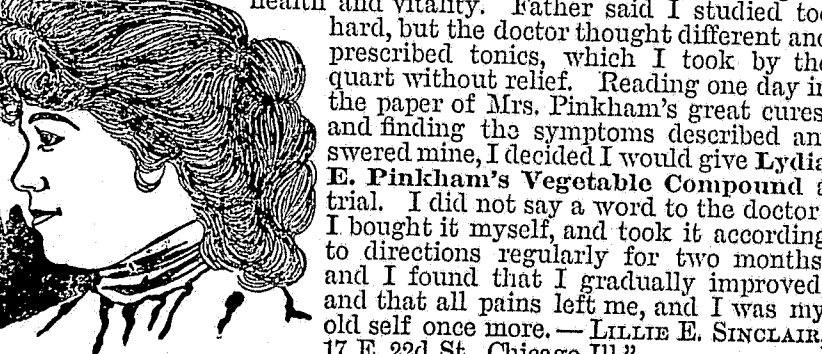 health and vitality. Father said I studied too
hard, but the doctor thought different and
prescribed tonics, which I took by the
quart without relief. Reading one day in
the paper of Mrs. Pinkham's great cures,
and finding the symptoms described an-
swered mine, I decided I would give Lydia
E. Pinkham's Vegetable Compound a
trial. I did not say a word to the doctor;
I bought it myself, and took it according
to directions regularly for two months,
and I found that I gradually improved,
and that all pains left me, and I was my
old self once more. — LILLIE E. SINCLAIR,
17 E. 22d St., Chicago Ill."